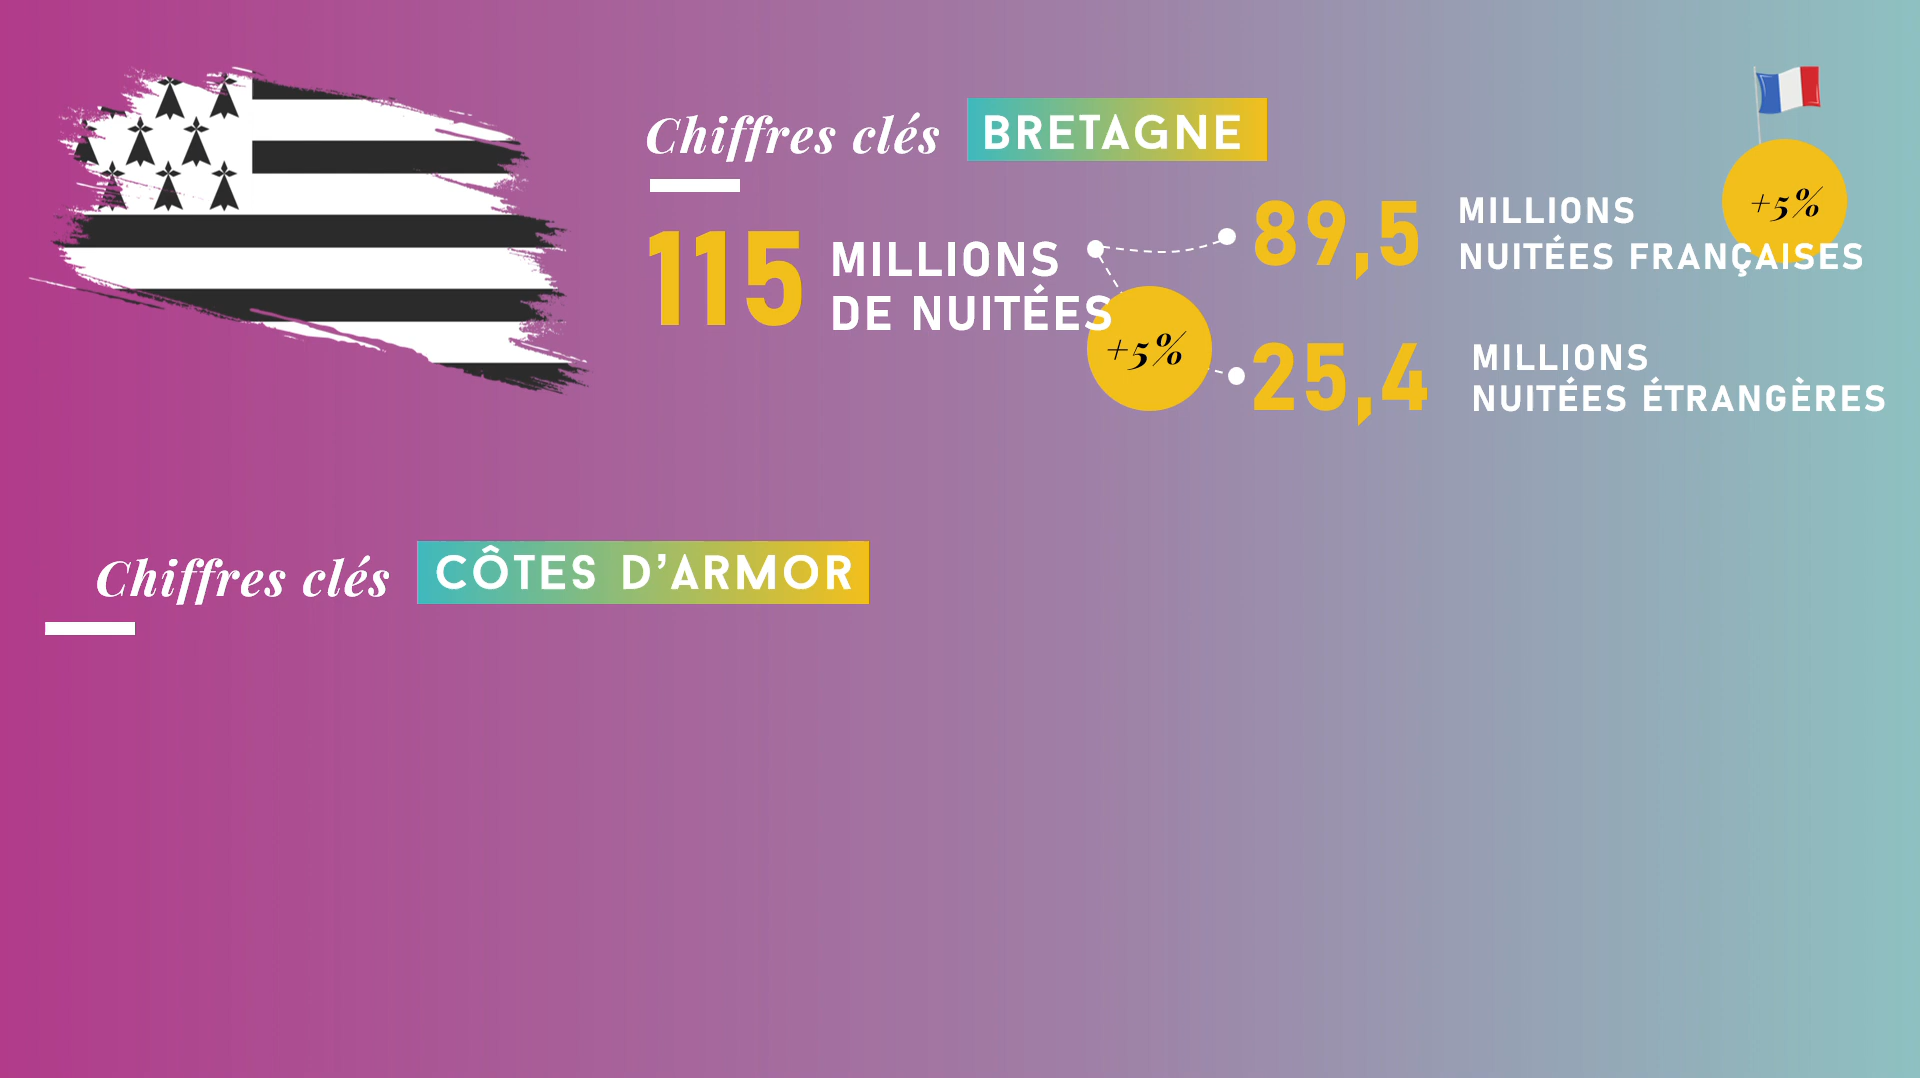 Chiffres clés BRETAGNE
115 MILLIONS
DE NUITÉES
+5%
89,5 MILLIONS
NUITÉES FRANÇAISES
+5%
25,4 MILLIONS
NUITÉES ÉTRANGÈRES
Chiffres clés CÔTES D'ARMOR